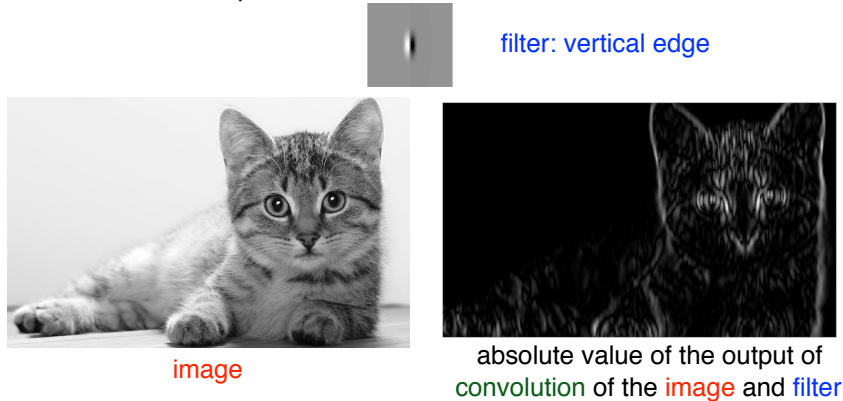 filter: vertical edge
image
absolute value of the output of
convolution of the image and filter